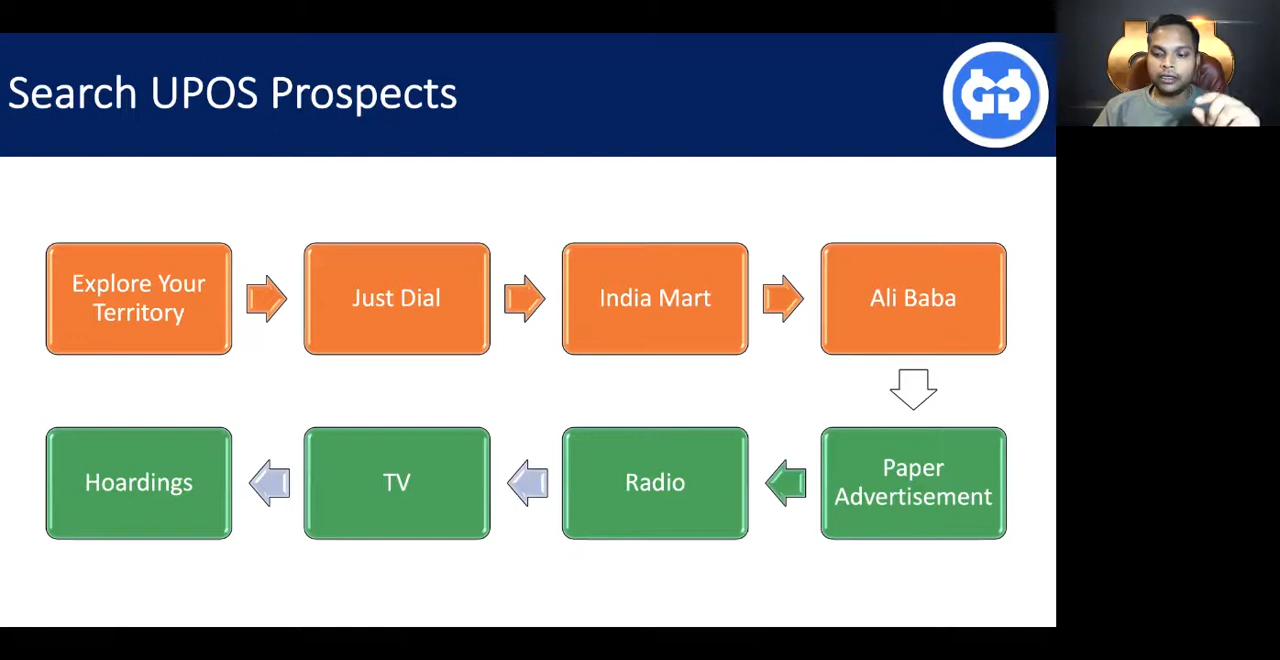 Search UPOS Prospects
Explore Your
Territory
Just Dial
India Mart
Ali Baba
Paper
Advertisement
Radio
TV
Hoardings